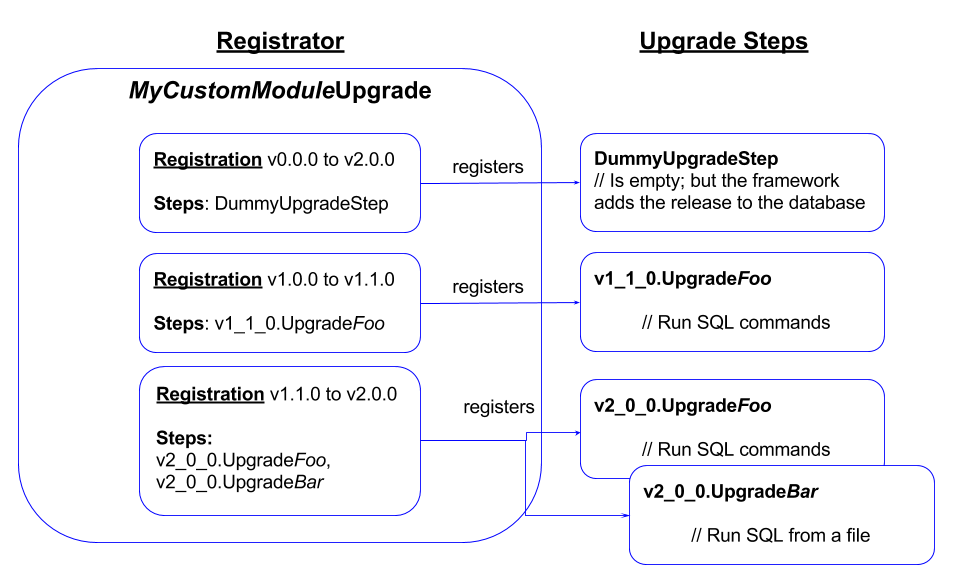 Registrator
Upgrade Steps
MyCustomModuleUpgrade
Registration v0.0.0 to v2.0.0
Steps: DummyUpgradeStep
registers
DummyUpgradeStep
// Is empty; but the framework
adds the release to the database
Registration v1.0.0 to v1.1.0
Steps: v1_1_0.UpgradeFoo
registers
v1_1_0.UpgradeFoo
// Run SQL commands
Registration v1.1.0 to v2.0.0
Steps:
v2_0_0.UpgradeFoo,
v2_0_0.UpgradeBar
registers
v2_0_0.UpgradeFoo
// Run SQL commands
v2_0_0.UpgradeBar
// Run SQL from a file